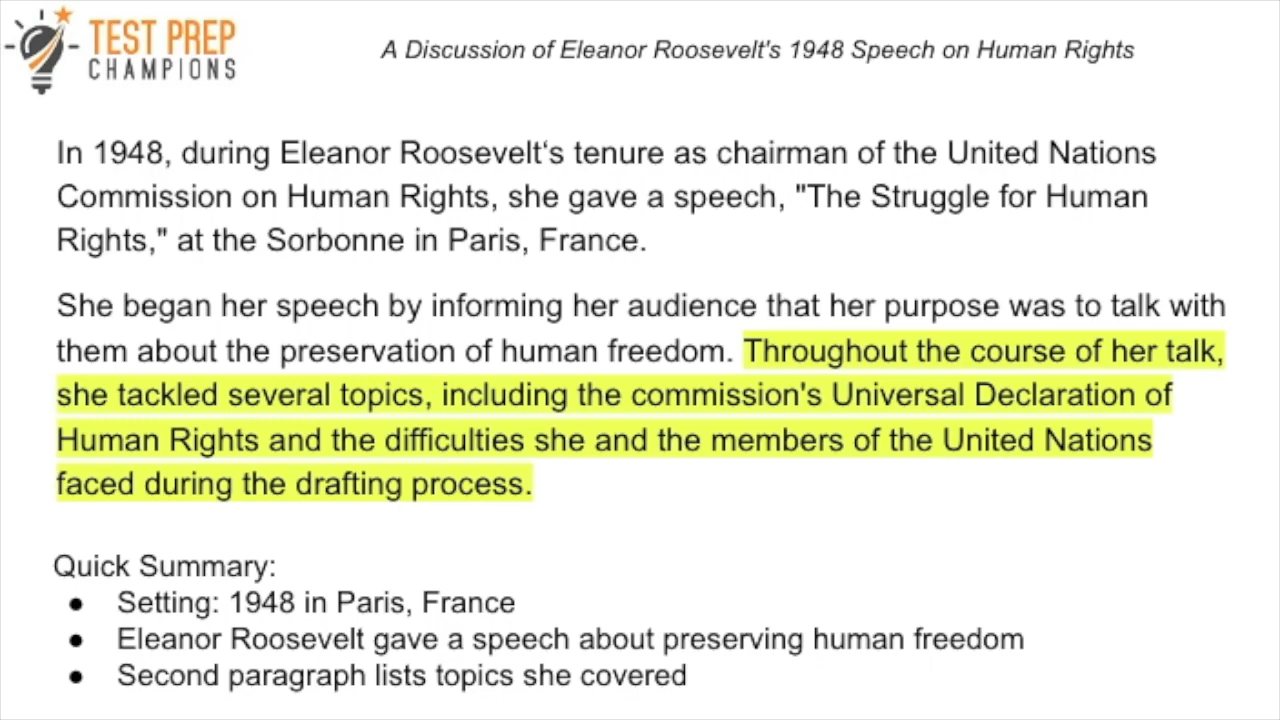 TEST PREP
CHAMPIONS
A Discussion of Eleanor Roosevelt's 1948 Speech on Human Rights
In 1948, during Eleanor Roosevelt‘s tenure as chairman of the United Nations
Commission on Human Rights, she gave a speech, "The Struggle for Human
Rights," at the Sorbonne in Paris, France.
She began her speech by informing her audience that her purpose was to talk with
them about the preservation of human freedom. Throughout the course of her talk,
she tackled several topics, including the commission's Universal Declaration of
Human Rights and the difficulties she and the members of the United Nations
faced during the drafting process.
Quick Summary:
● Setting: 1948 in Paris, France
● Eleanor Roosevelt gave a speech about preserving human freedom
● Second paragraph lists topics she covered